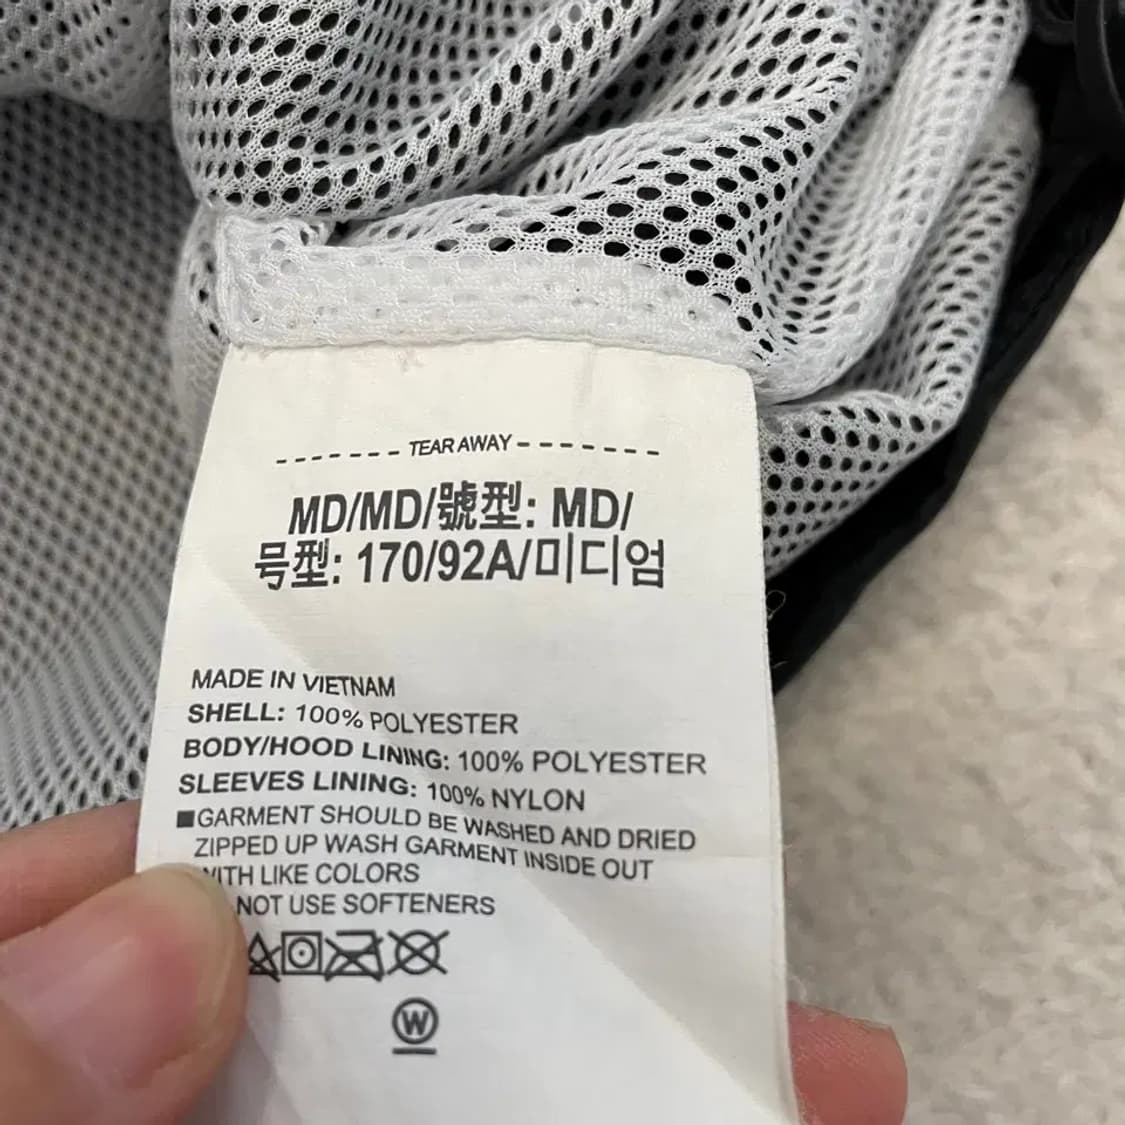 TEAR AWAY
MD/MD/號型: MD/
号型: 170/92A/미디엄
MADE IN VIETNAM
SHELL: 100% POLYESTER
BODY/HOOD LINING: 100% POLYESTER
SLEEVES LINING: 100% NYLON
■GARMENT SHOULD BE WASHED AND DRIED
ZIPPED UP WASH GARMENT INSIDE OUT
WITH LIKE COLORS
NOT USE SOFTENERS
W